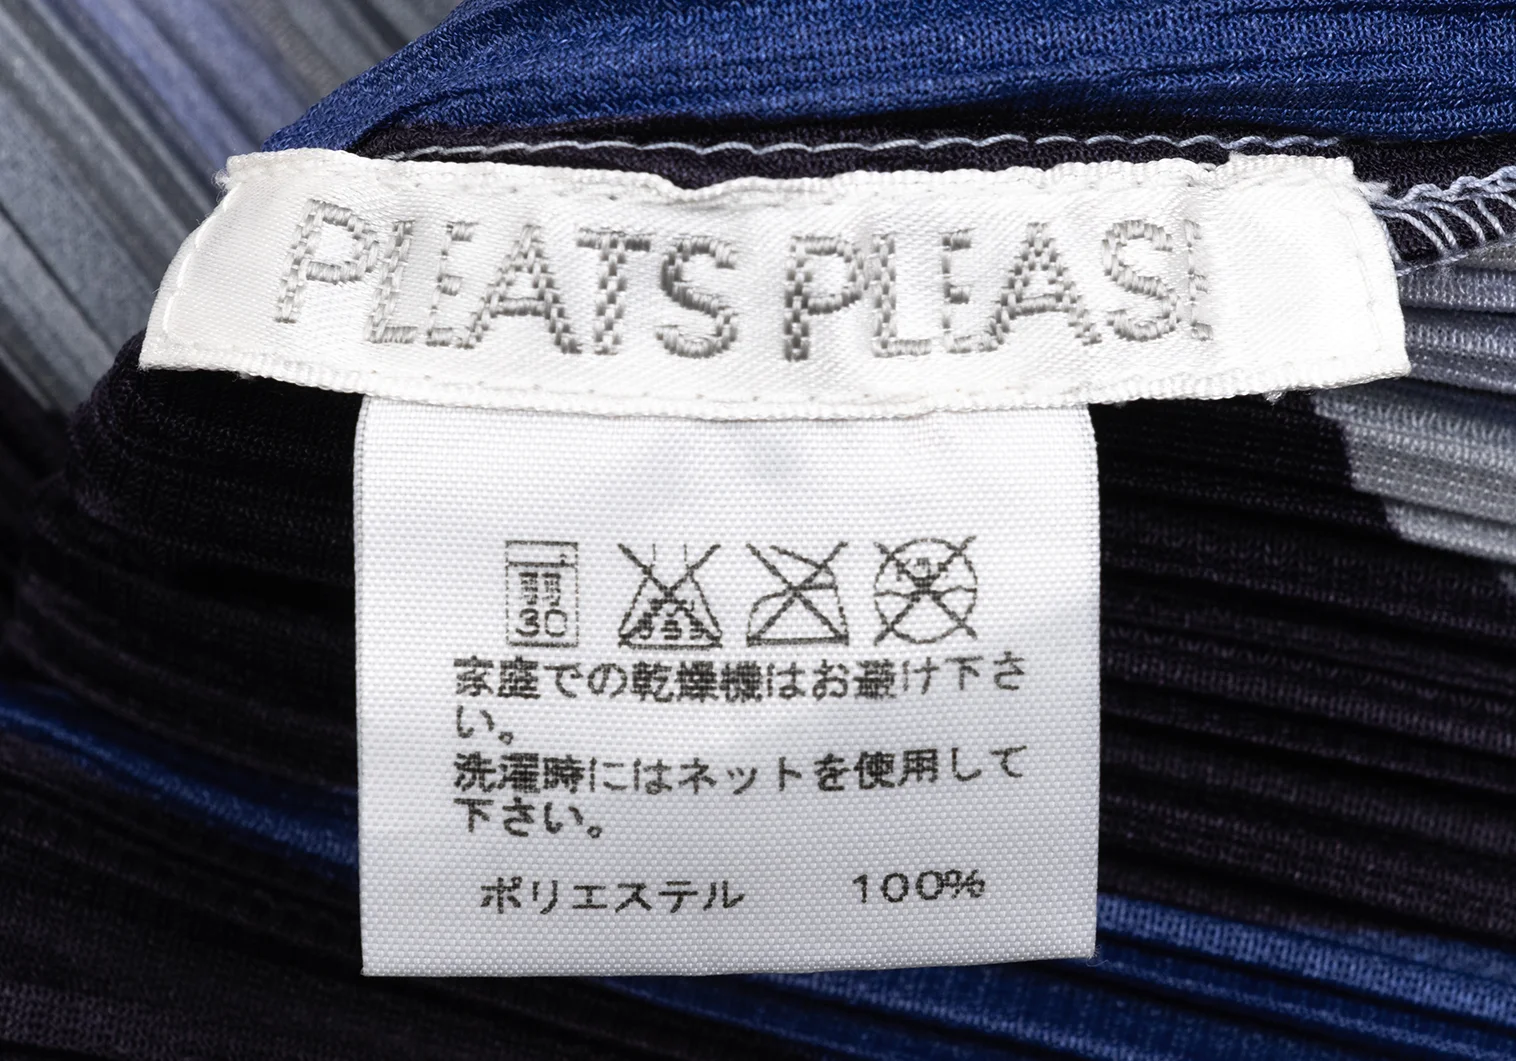 PLEATS PLEASE
30
家庭での乾燥機はお避け下さ
い。
洗濯時にはネットを使用して
下さい。
ポリエステル 100%